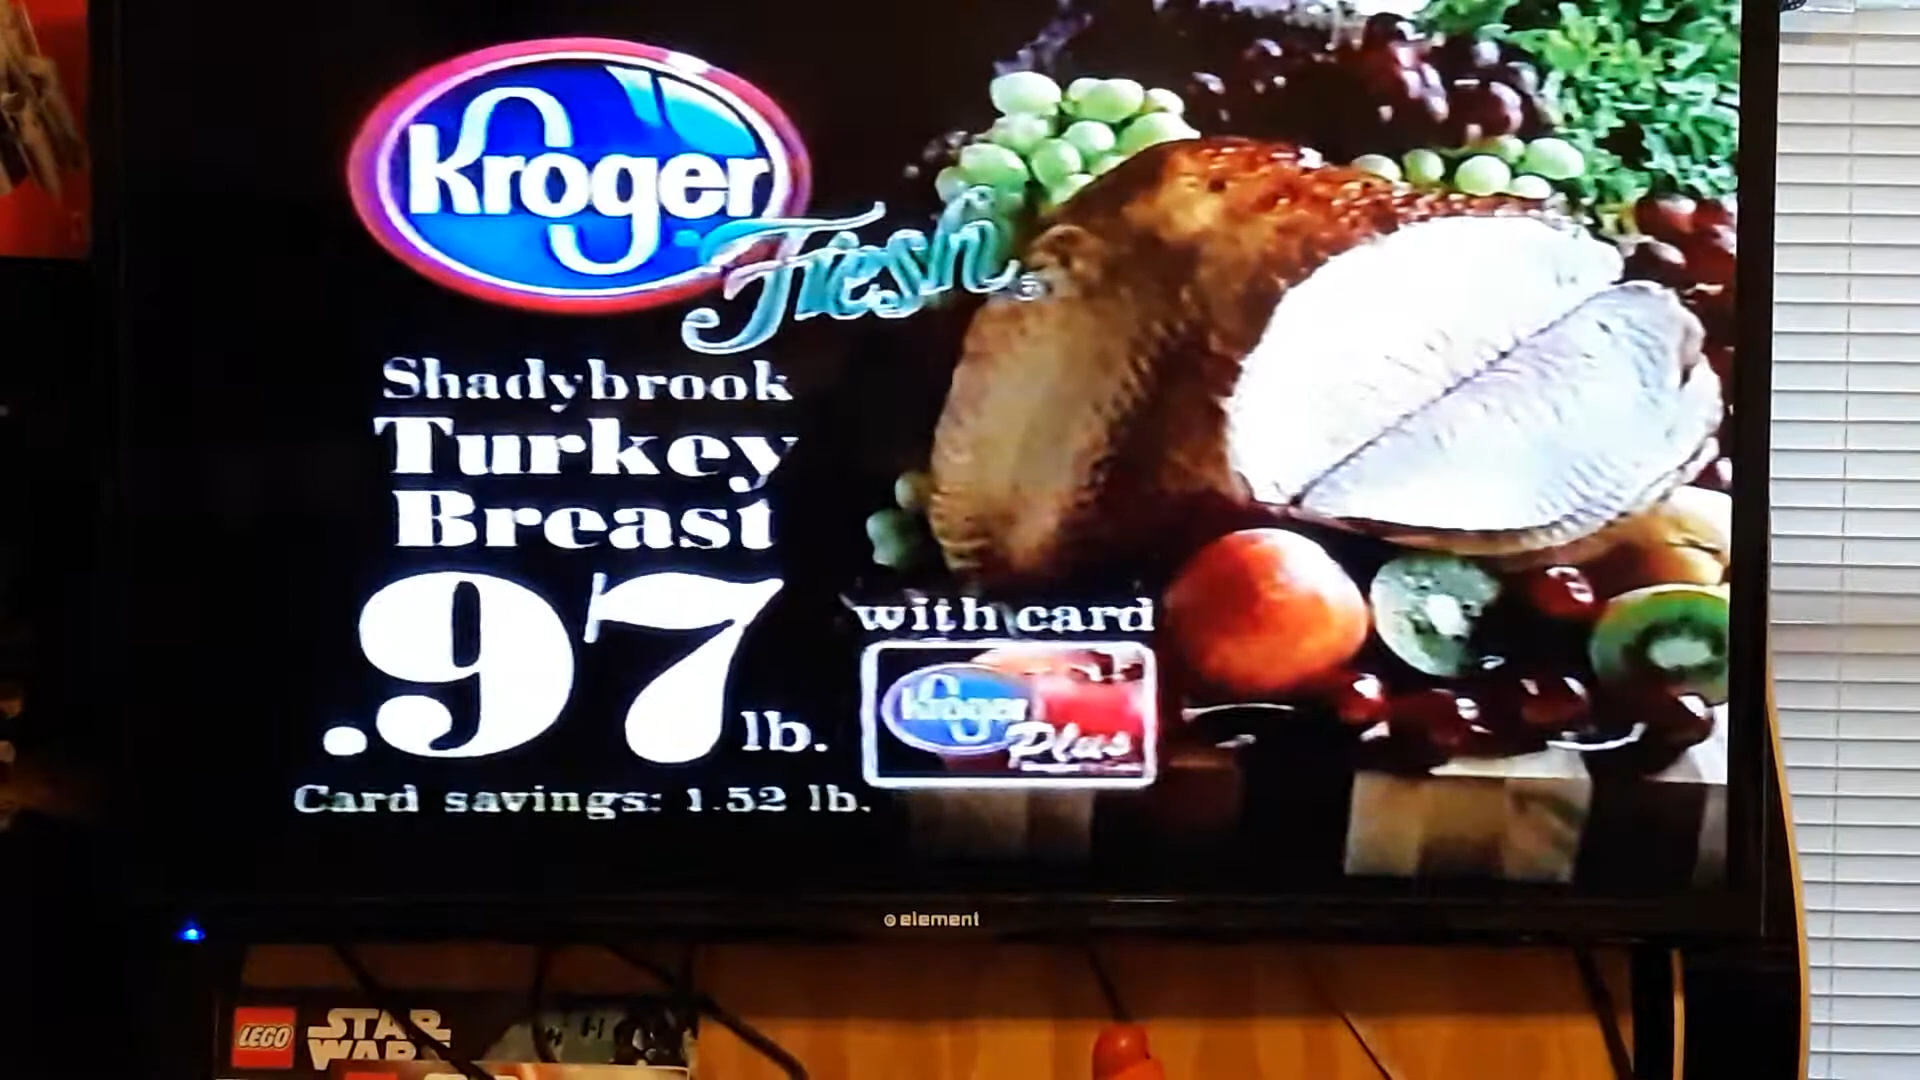 Kroger
Fresh
Shadybrook
Turkey
Breast
.97 lb.
with card
Kroger
Plus
Card savings: 1.52 lb.
element
LEGO
STAR
WARS